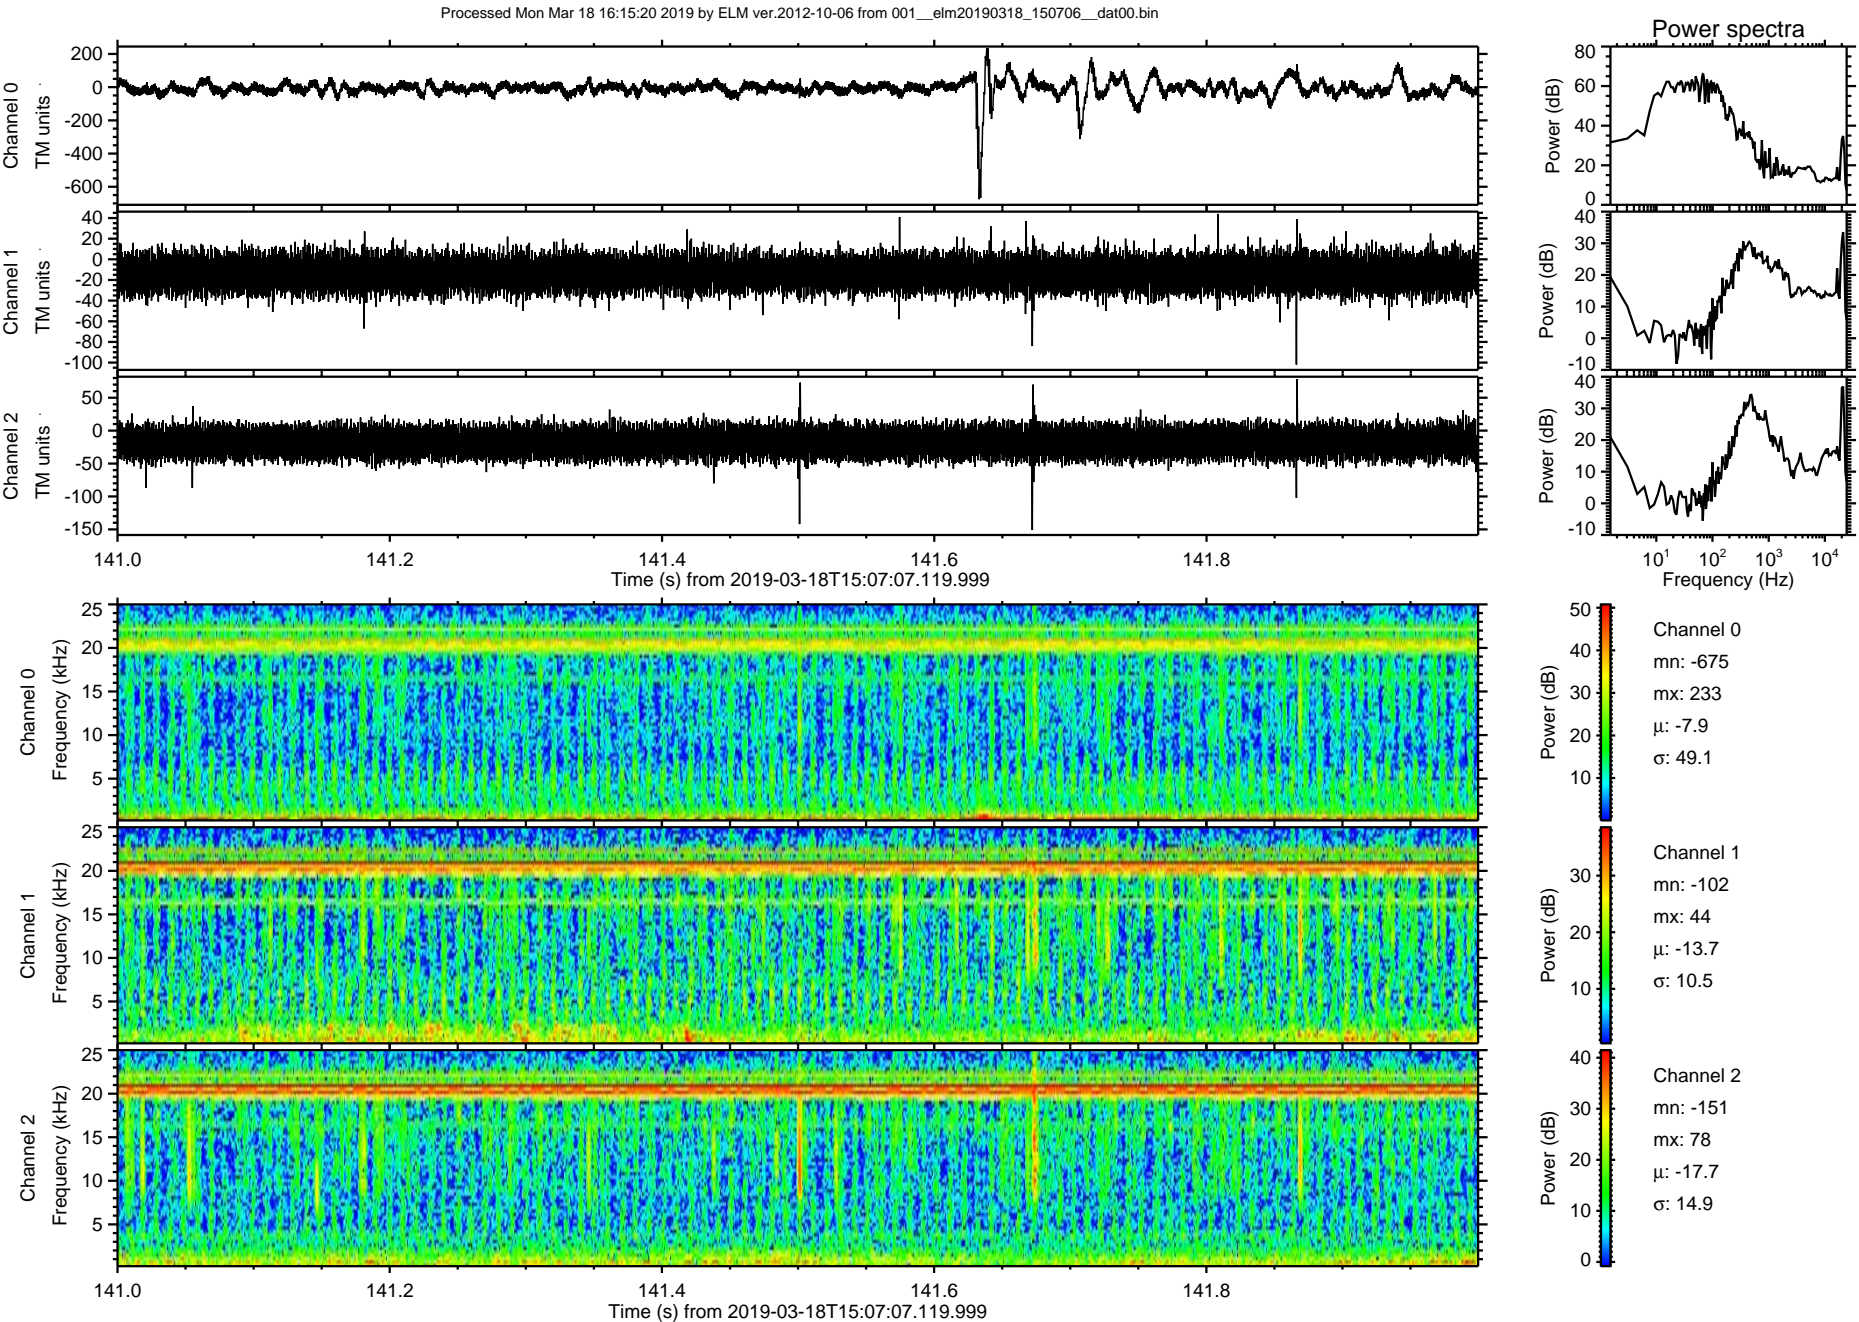 Processed Mon Mar 18 16:15:20 2019 by ELM ver.2012-10-06 from 001__elm20190318_150706__dat00.bin
Power spectra
Channel 0
TM units
200
0
-200
-400
-600
Power (dB)
80
60
40
20
0
Channel 1
TM units
40
20
0
-20
-40
-60
-80
-100
Power (dB)
40
30
20
10
0
-10
Channel 2
TM units
50
0
-50
-100
-150
Power (dB)
40
30
20
10
0
-10
141.0 141.2 141.4 141.6 141.8
Time (s) from 2019-03-18T15:07:07.119.999
10¹ 10² 10³ 10⁴
Frequency (Hz)
Channel 0
Frequency (kHz)
25
20
15
10
5
Power (dB)
50
40
30
20
10
Channel 0
mn: -675
mx: 233
µ: -7.9
σ: 49.1
Channel 1
Frequency (kHz)
25
20
15
10
5
Power (dB)
30
20
10
Channel 1
mn: -102
mx: 44
µ: -13.7
σ: 10.5
Channel 2
Frequency (kHz)
25
20
15
10
5
Power (dB)
40
30
20
10
0
Channel 2
mn: -151
mx: 78
µ: -17.7
σ: 14.9
141.0 141.2 141.4 141.6 141.8
Time (s) from 2019-03-18T15:07:07.119.999